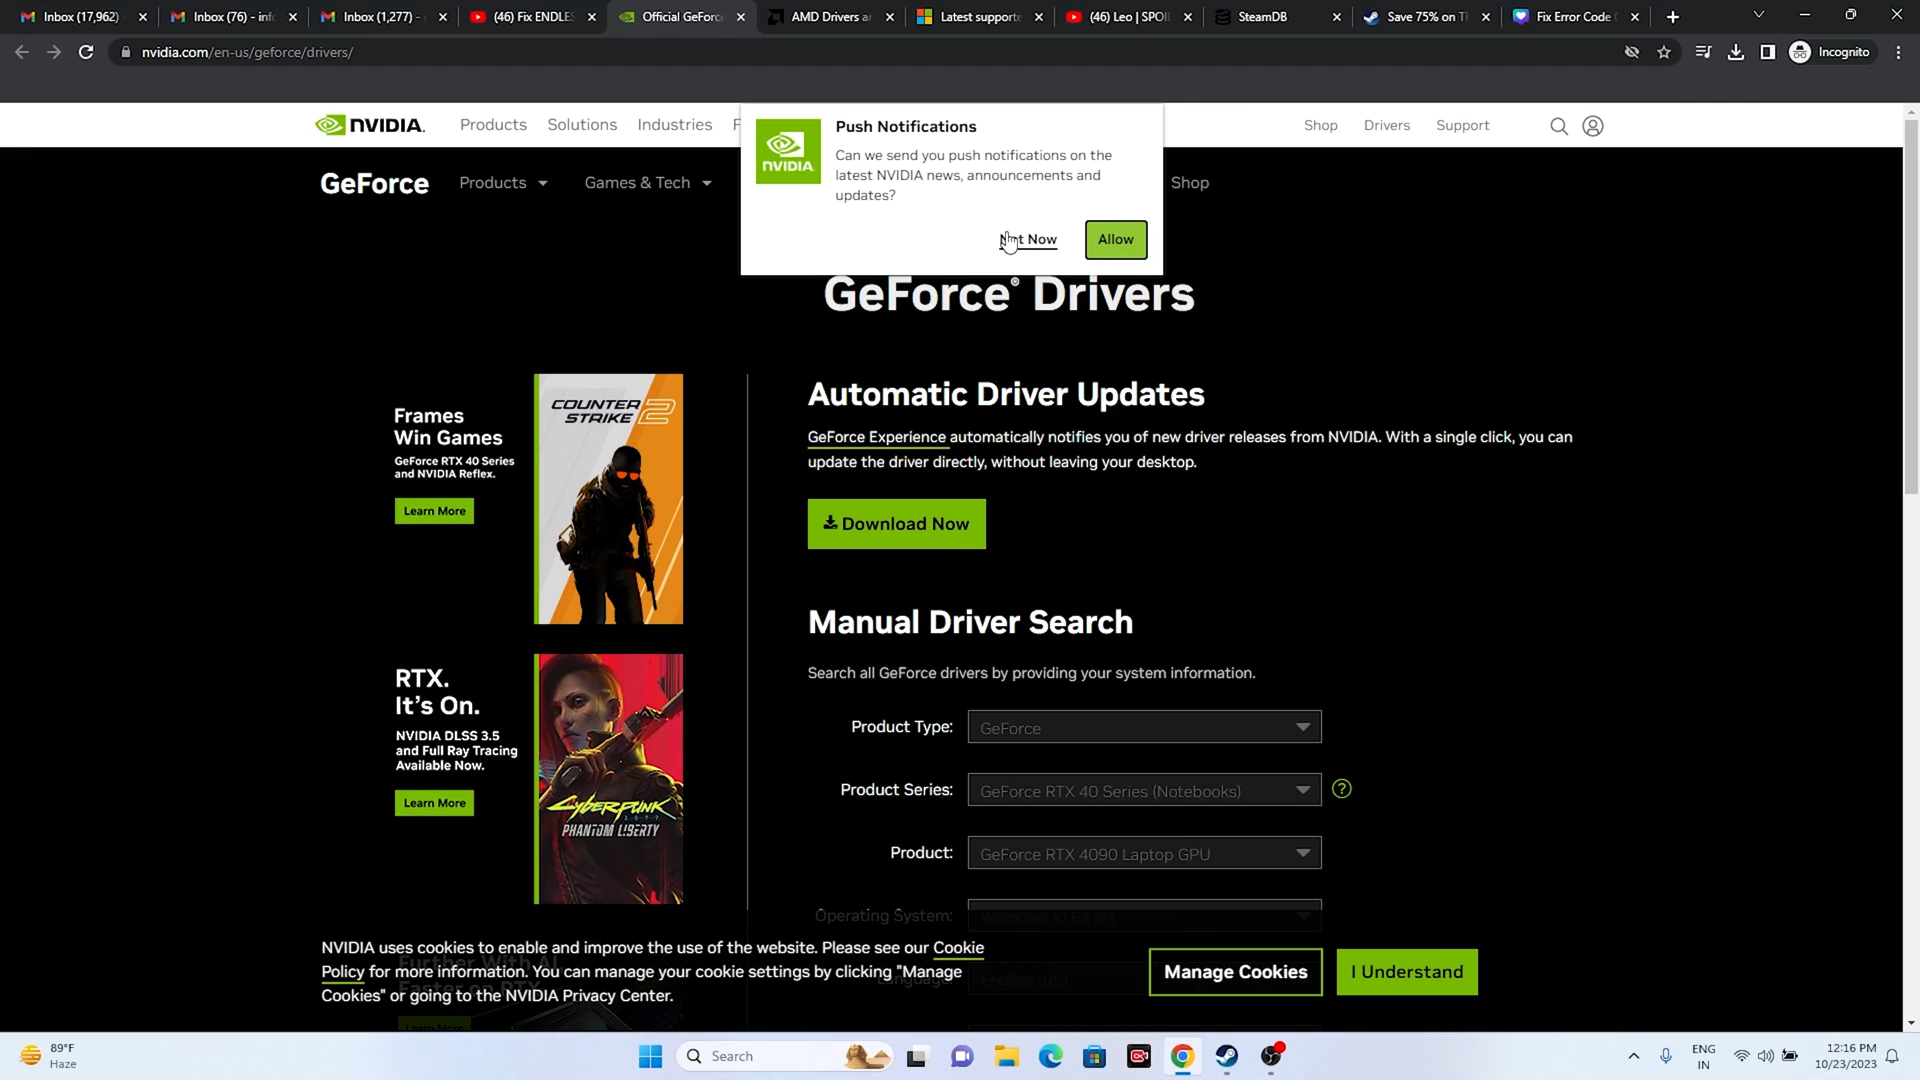 Inbox (17,962)
Inbox (76) - inf
Inbox (1,277) -
(46) Fix ENDLES
Official GeForc
AMD Drivers a
Latest supporte
(46) Leo | SPOI
SteamDB
Save 75% on T
Fix Error Code
nvidia.com/en-us/geforce/drivers/
Incognito
NVIDIA.
Products
Solutions
Industries
Shop
Drivers
Support
Push Notifications
NVIDIA
Can we send you push notifications on the
latest NVIDIA news, announcements and
updates?
Not Now
Allow
GeForce
Products
Games & Tech
Shop
GeForce® Drivers
Frames
Win Games
GeForce RTX 40 Series
and NVIDIA Reflex.
Learn More
COUNTER
STRIKE 2
Automatic Driver Updates
GeForce Experience automatically notifies you of new driver releases from NVIDIA. With a single click, you can
update the driver directly, without leaving your desktop.
Download Now
Manual Driver Search
Search all GeForce drivers by providing your system information.
RTX.
It's On.
NVIDIA DLSS 3.5
and Full Ray Tracing
Available Now.
Learn More
CYBERPUNK
2077
PHANTOM LIBERTY
Product Type:
GeForce
Product Series:
GeForce RTX 40 Series (Notebooks)
?
Product:
GeForce RTX 4090 Laptop GPU
Operating System:
Windows 10 64-bit
Language:
English (US)
Further With AI
Faster on RTX
Learn More
NVIDIA uses cookies to enable and improve the use of the website. Please see our Cookie
Policy for more information. You can manage your cookie settings by clicking "Manage
Cookies" or going to the NVIDIA Privacy Center.
Manage Cookies
I Understand
89°F
Haze
Search
ENG
IN
12:16 PM
10/23/2023